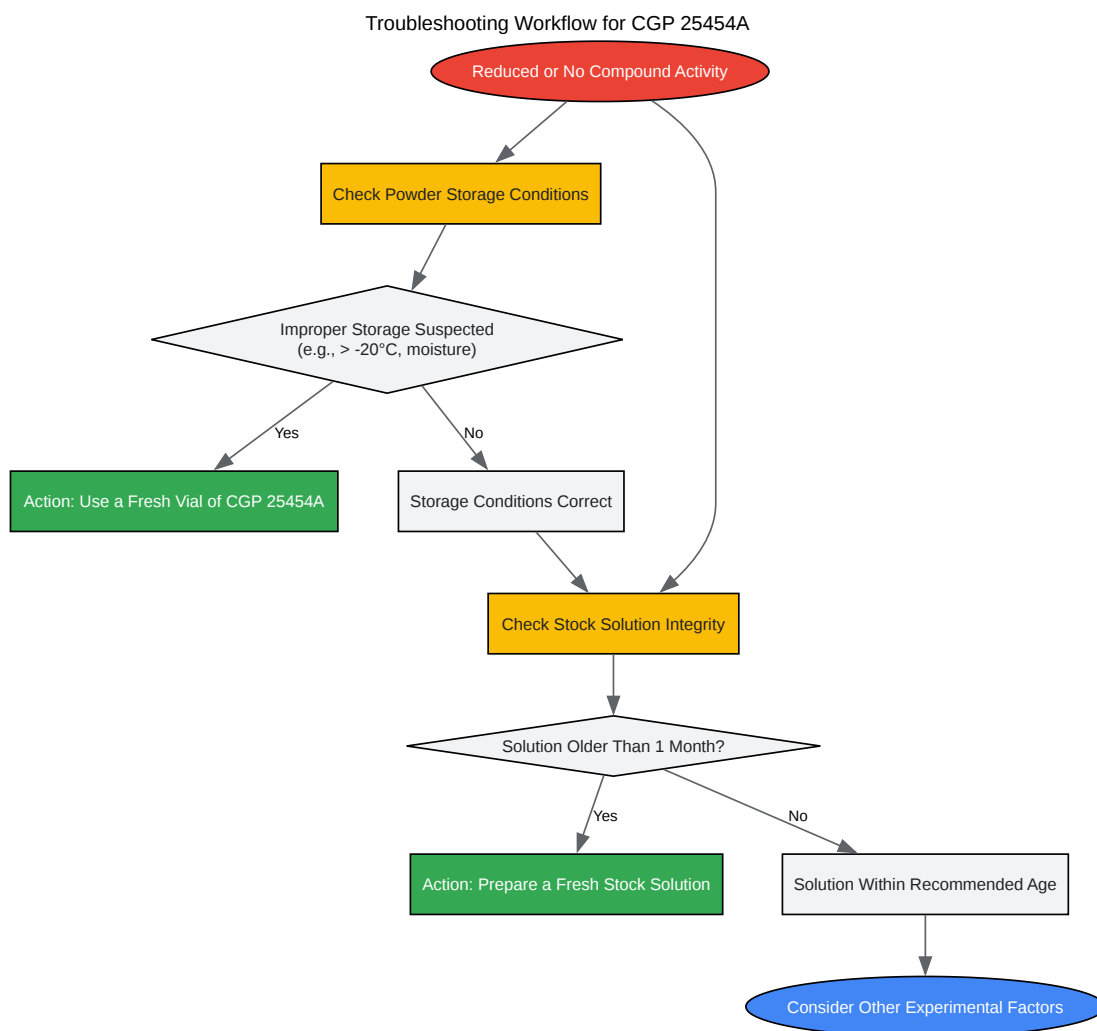 Troubleshooting Workflow for CGP 25454A
Reduced or No Compound Activity
Check Powder Storage Conditions
Improper Storage Suspected
(e.g., > -20°C, moisture)
Yes
No
Action: Use a Fresh Vial of CGP 25454A
Storage Conditions Correct
Check Stock Solution Integrity
Solution Older Than 1 Month?
Yes
No
Action: Prepare a Fresh Stock Solution
Solution Within Recommended Age
Consider Other Experimental Factors